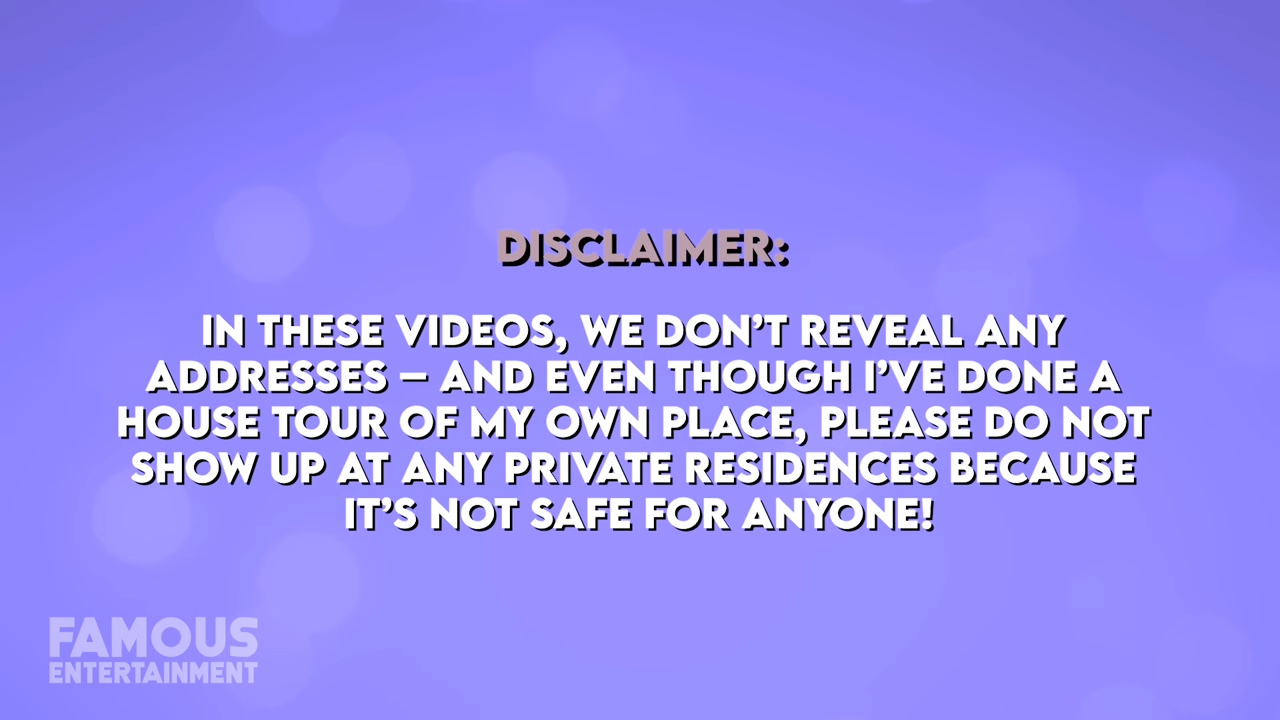 DISCLAIMER:
IN THESE VIDEOS, WE DON'T REVEAL ANY
ADDRESSES – AND EVEN THOUGH I'VE DONE A
HOUSE TOUR OF MY OWN PLACE, PLEASE DO NOT
SHOW UP AT ANY PRIVATE RESIDENCES BECAUSE
IT'S NOT SAFE FOR ANYONE!
FAMOUS
ENTERTAINMENT